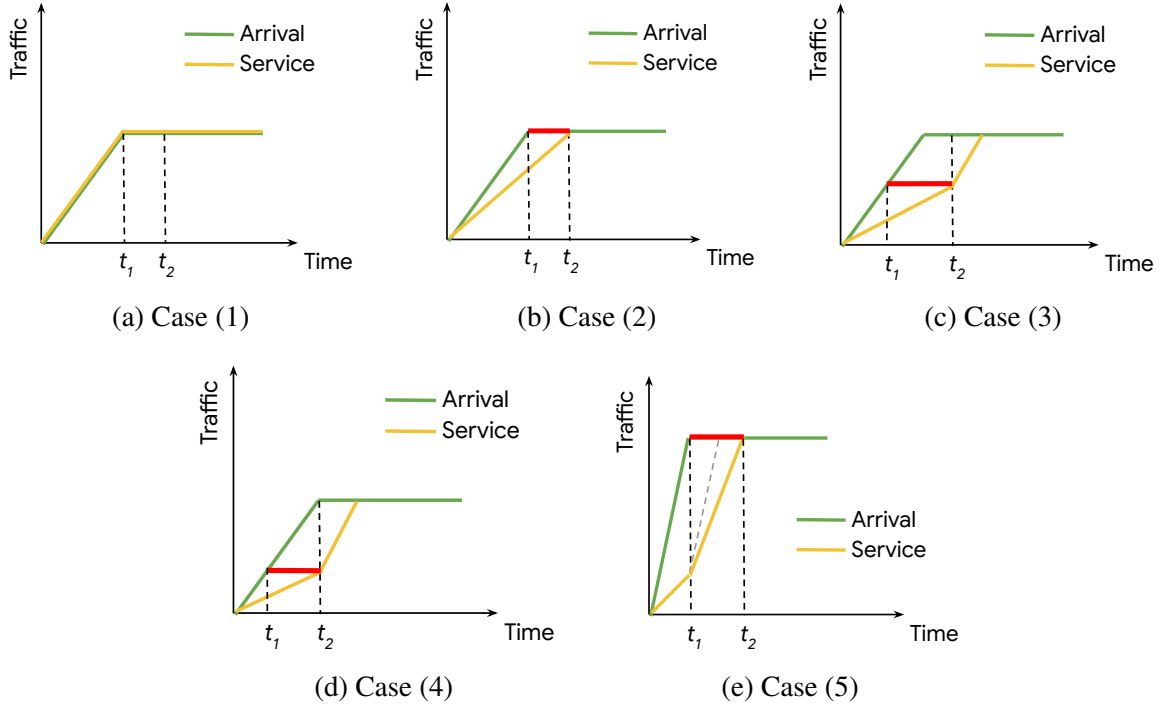 Traffic
Arrival
Service
t1 t2
Time
(a) Case (1)
Traffic
Arrival
Service
t1 t2
Time
(b) Case (2)
Traffic
Arrival
Service
t1 t2
Time
(c) Case (3)
Traffic
Arrival
Service
t1 t2
Time
(d) Case (4)
Traffic
Arrival
Service
t1 t2
Time
(e) Case (5)